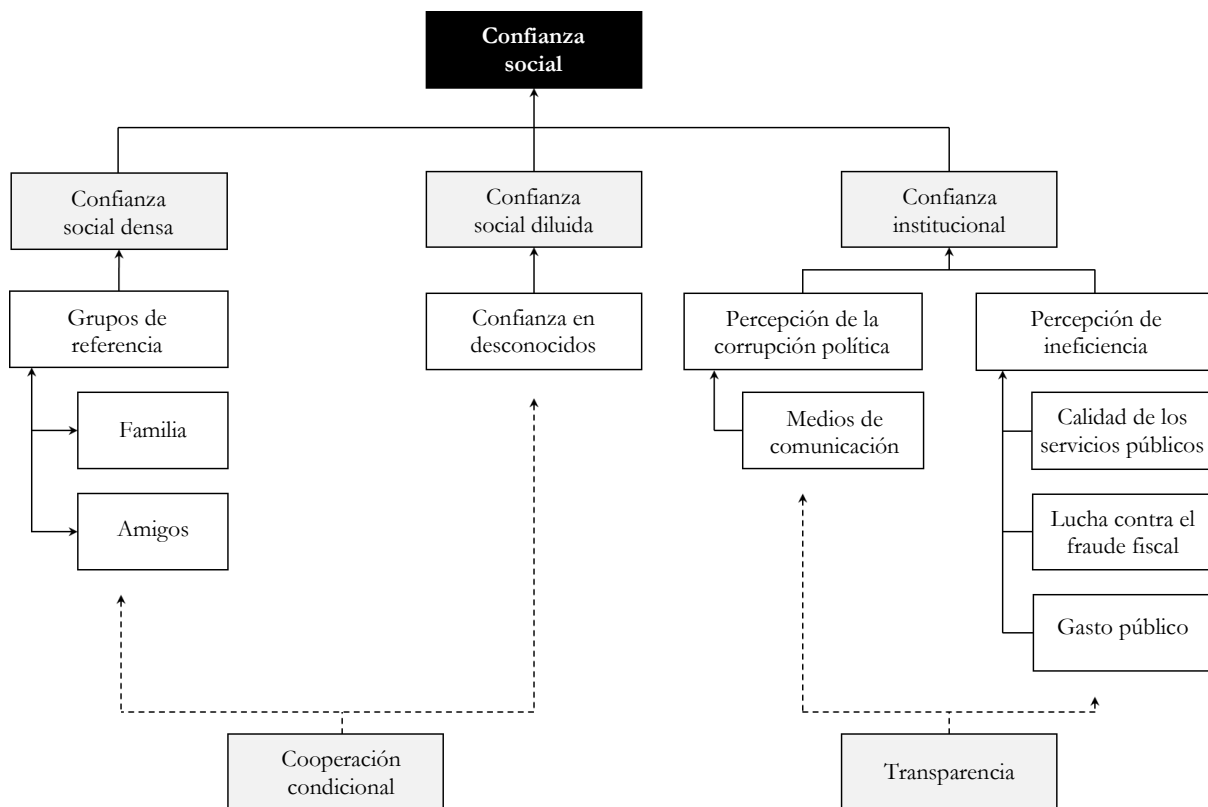 Confianza
social
Confianza
social densa
Confianza
social diluida
Confianza
institucional
Grupos de
referencia
Confianza en
desconocidos
Percepción de la
corrupción política
Percepción de
ineficiencia
Familia
Medios de
comunicación
Calidad de los
servicios públicos
Amigos
Lucha contra el
fraude fiscal
Gasto público
Cooperación
condicional
Transparencia